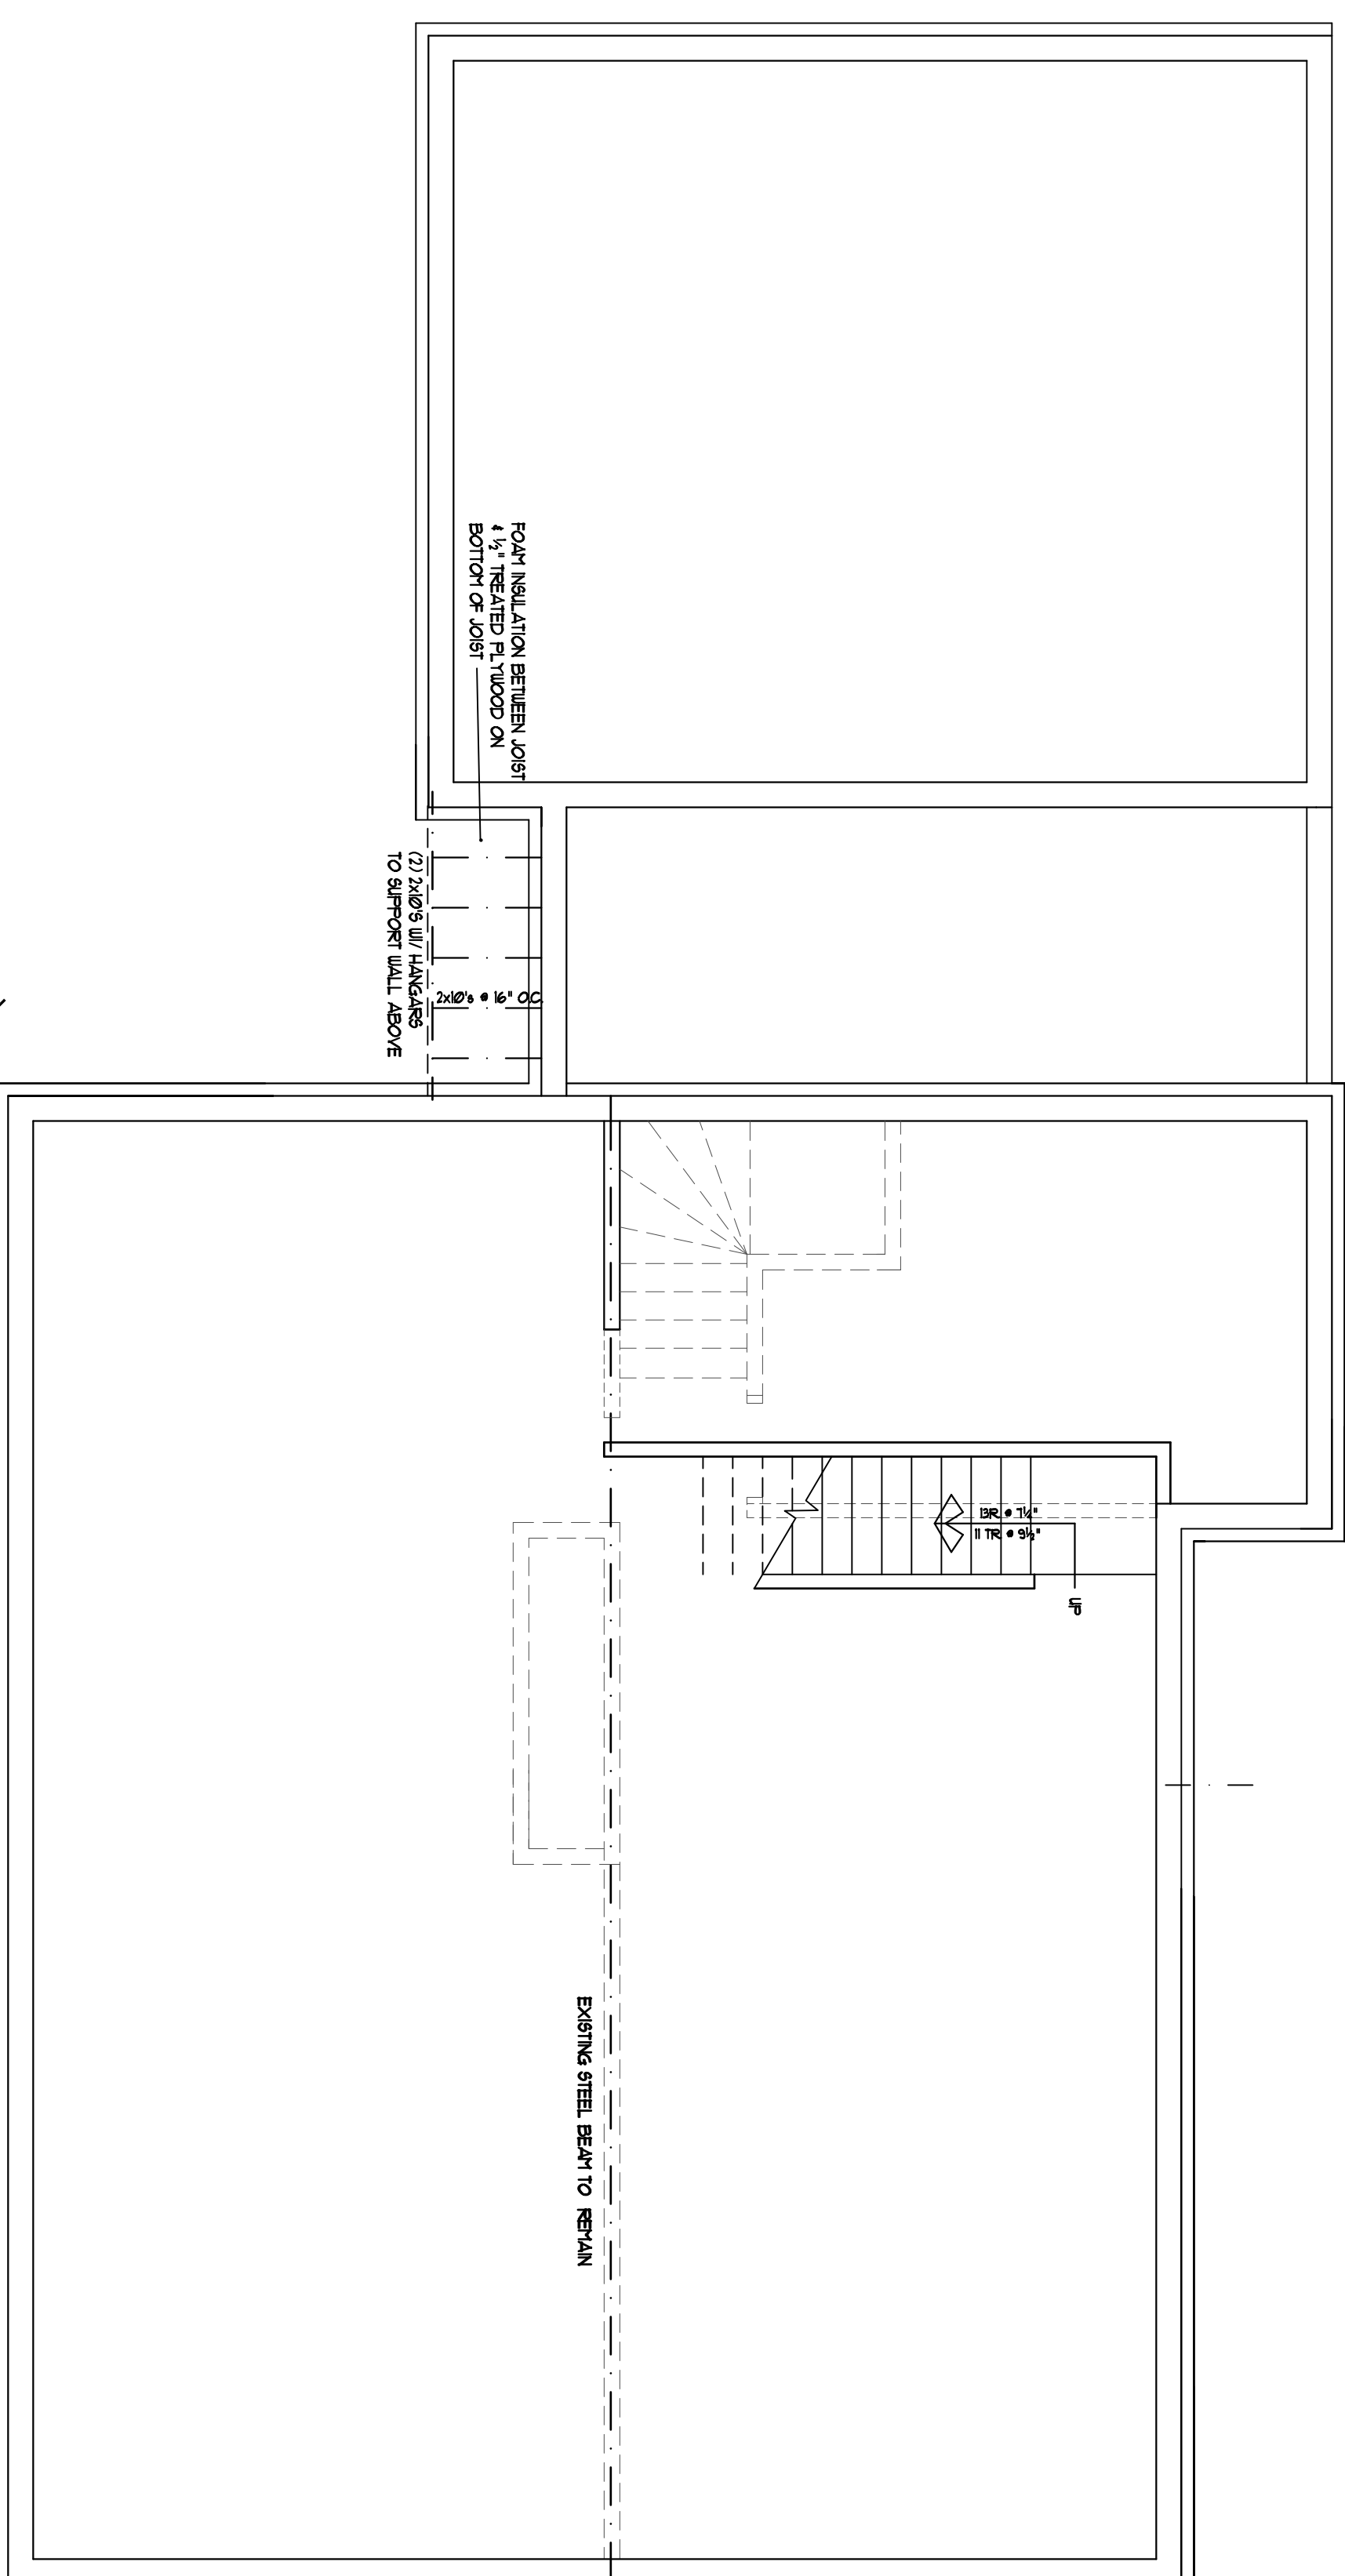 FOAM INSULATION BETWEEN JOIST
& ½" TREATED PLYWOOD ON
BOTTOM OF JOIST
(2) 2x10'S W/ HANGARS
TO SUPPORT WALL ABOVE
2x10's @ 16" O.C.
13R @ 7¼"
11 TR @ 9½"
UP
EXISTING STEEL BEAM TO REMAIN